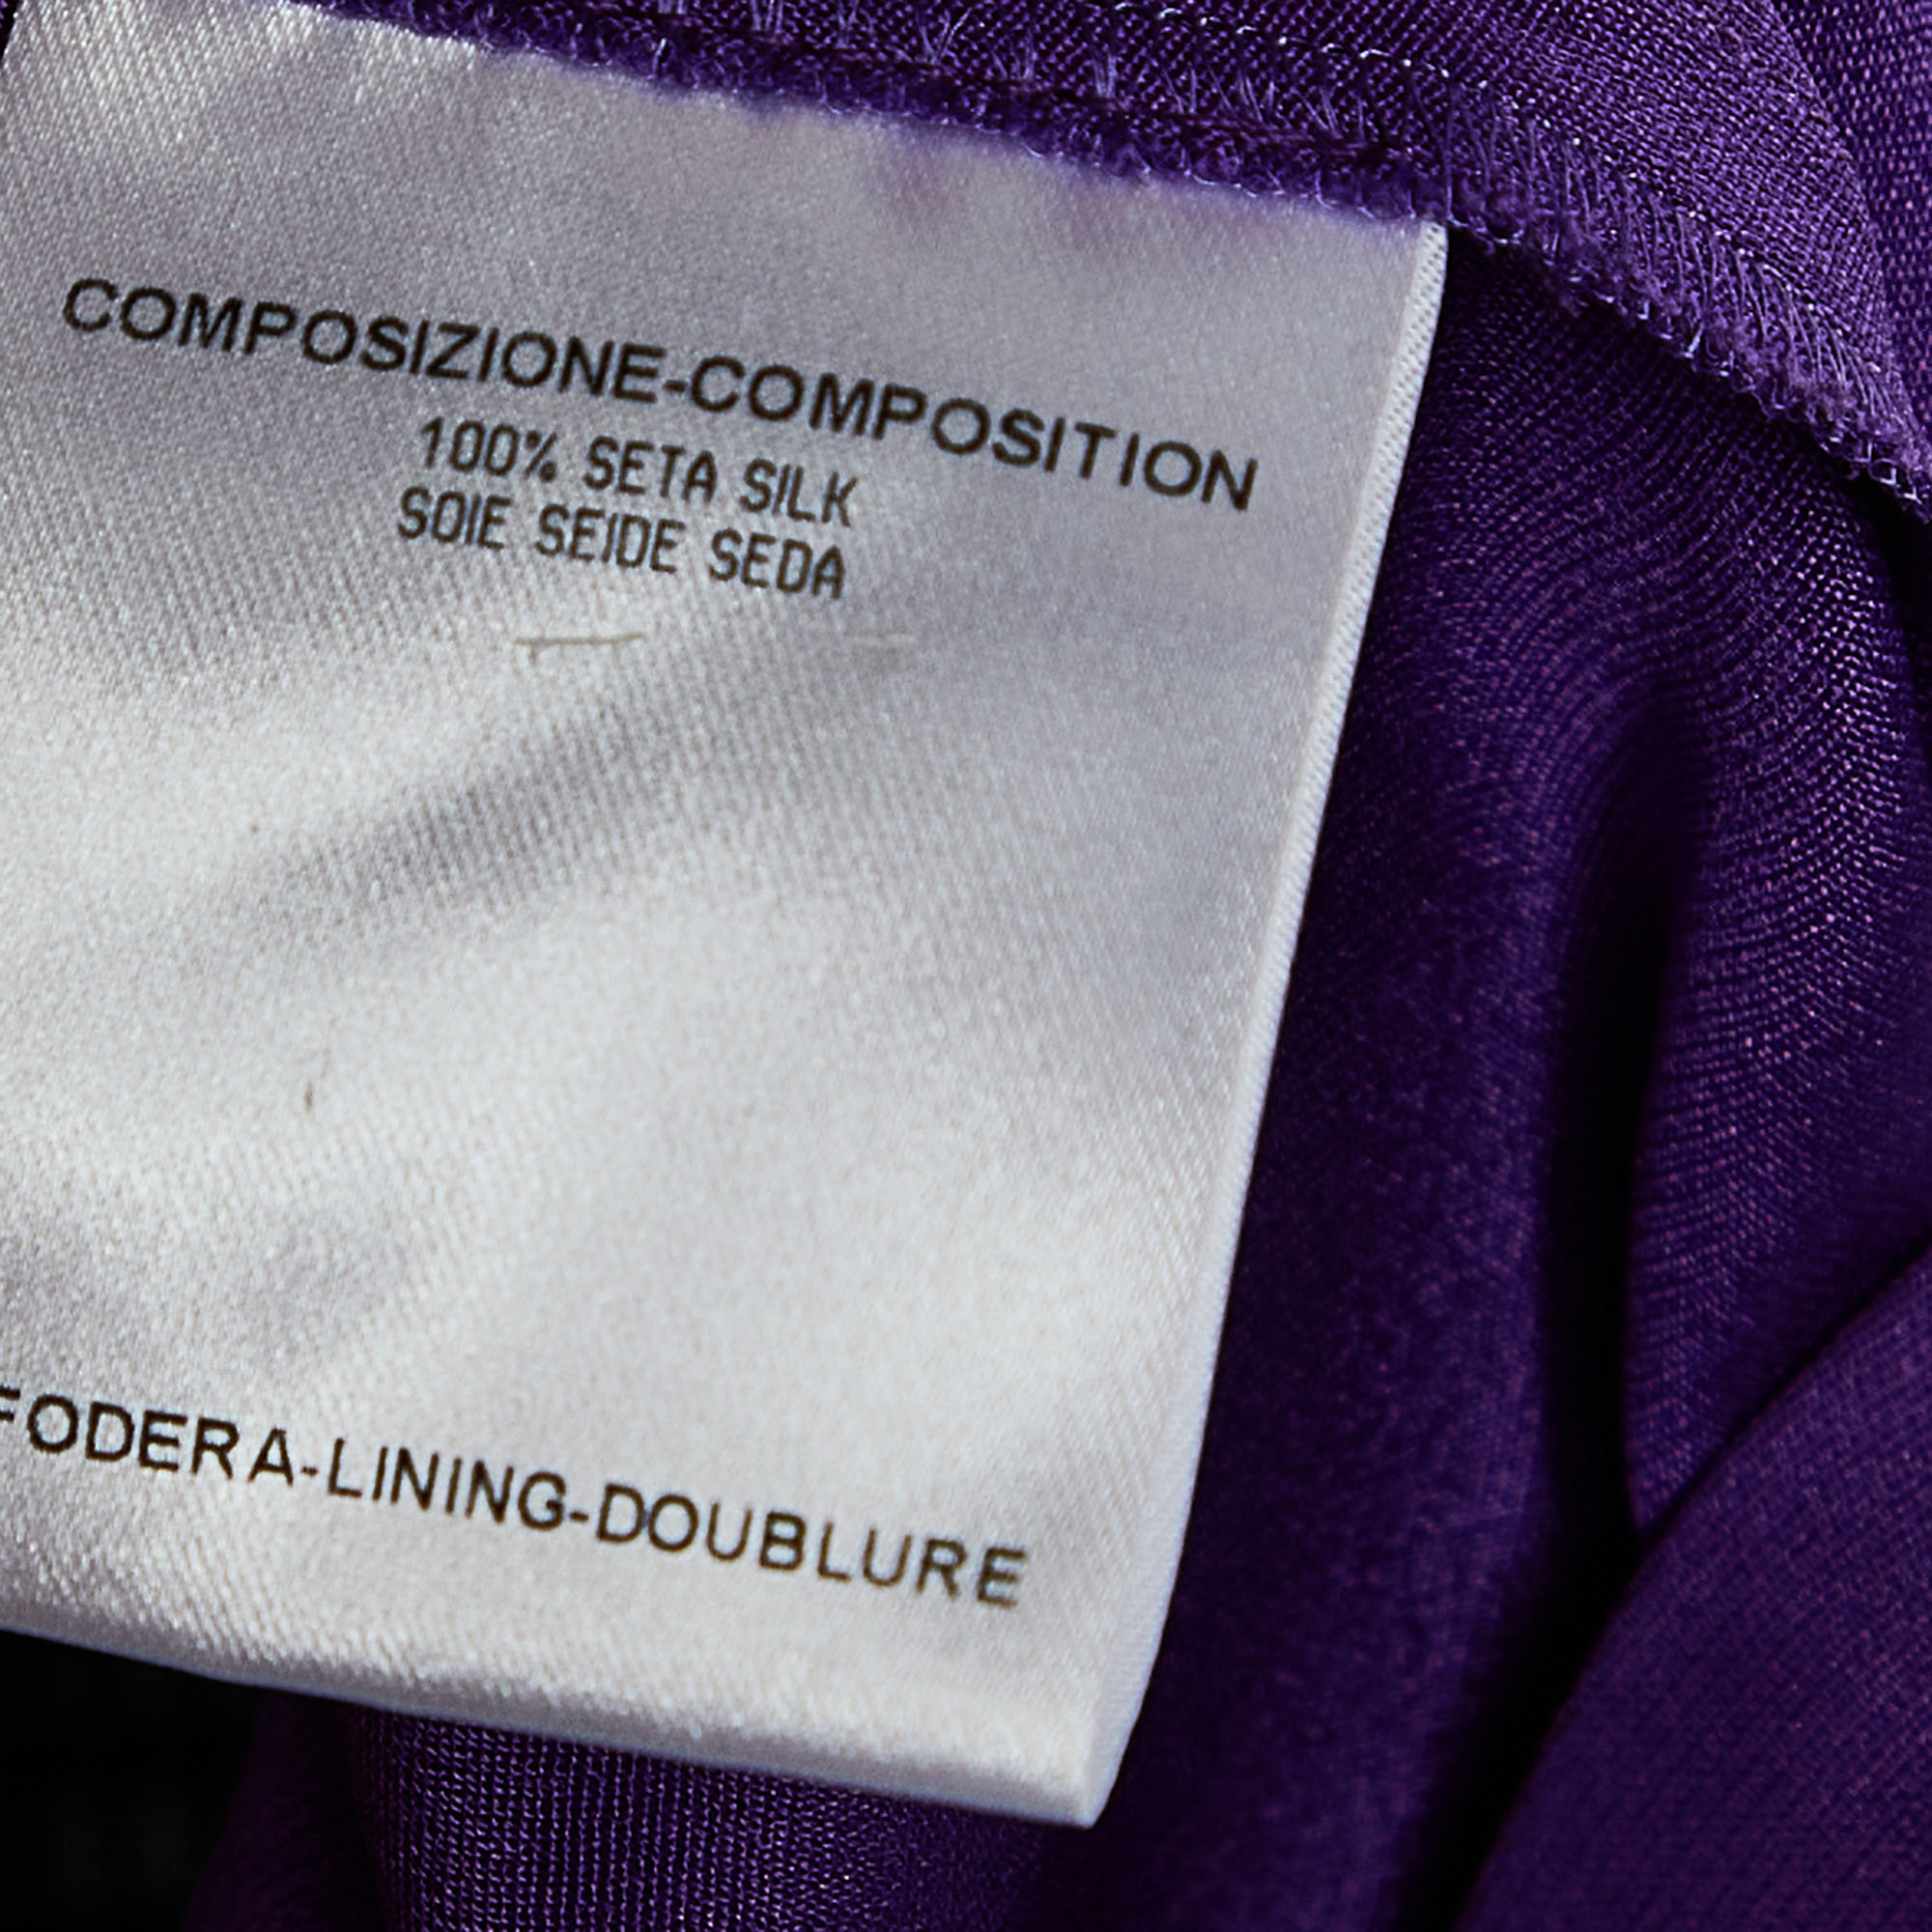 COMPOSIZIONE-COMPOSITION
100% SETA SILK
SOIE SEIDE SEDA
FODERA-LINING-DOUBLURE